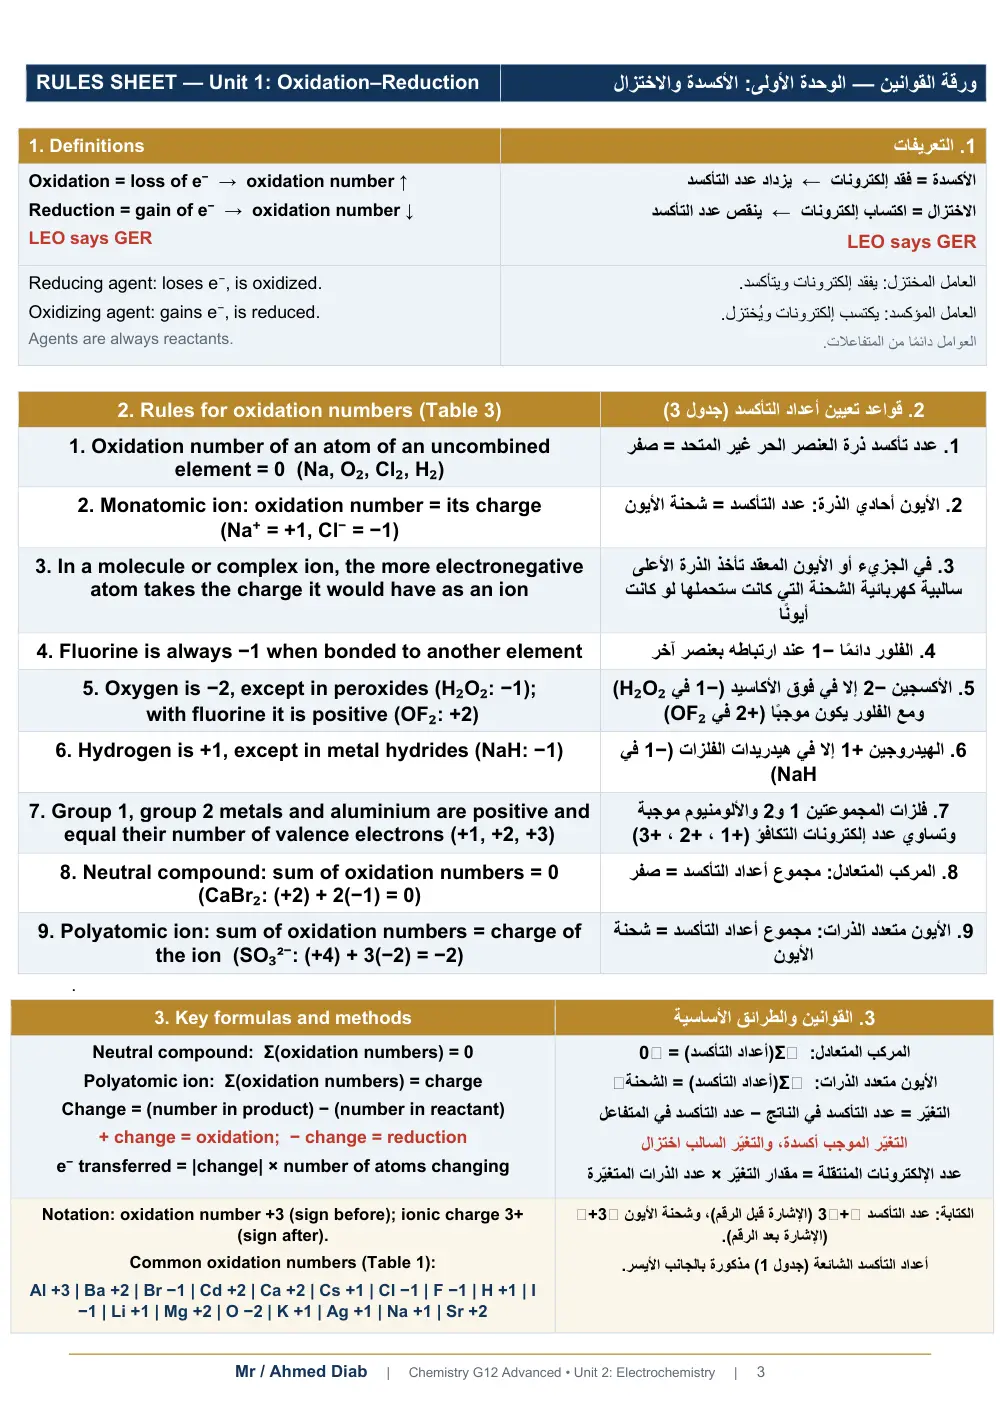 RULES SHEET — Unit 1: Oxidation–Reduction
ورقة القوانين — الوحدة الأولى: الأكسدة والاختزال
1. Definitions
1. التعريفات
Oxidation = loss of e⁻ → oxidation number ↑
Reduction = gain of e⁻ → oxidation number ↓
LEO says GER
الأكسدة = فقد إلكترونات ← يزداد عدد التأكسد
الاختزال = اكتساب إلكترونات ← ينقص عدد التأكسد
LEO says GER
Reducing agent: loses e⁻, is oxidized.
Oxidizing agent: gains e⁻, is reduced.
Agents are always reactants.
العامل المختزل: يفقد إلكترونات ويتأكسد.
العامل المؤكسد: يكتسب إلكترونات ويُختزل.
العوامل دائمًا من المتفاعلات.
2. Rules for oxidation numbers (Table 3)
2. قواعد تعيين أعداد التأكسد (جدول 3)
1. Oxidation number of an atom of an uncombined
element = 0 (Na, O₂, Cl₂, H₂)
1. عدد تأكسد ذرة العنصر الحر غير المتحد = صفر
2. Monatomic ion: oxidation number = its charge
(Na⁺ = +1, Cl⁻ = −1)
2. الأيون أحادي الذرة: عدد التأكسد = شحنة الأيون
3. In a molecule or complex ion, the more electronegative
atom takes the charge it would have as an ion
3. في الجزيء أو الأيون المعقد تأخذ الذرة الأعلى
سالبية كهربائية الشحنة التي كانت ستحملها لو كانت
أيونًا
4. Fluorine is always −1 when bonded to another element
4. الفلور دائمًا −1 عند ارتباطه بعنصر آخر
5. Oxygen is −2, except in peroxides (H₂O₂: −1);
with fluorine it is positive (OF₂: +2)
5. الأكسجين −2 إلا في فوق الأكاسيد (−1 في H₂O₂)
ومع الفلور يكون موجبًا (+2 في OF₂)
6. Hydrogen is +1, except in metal hydrides (NaH: −1)
6. الهيدروجين +1 إلا في هيدريدات الفلزات (−1 في
NaH)
7. Group 1, group 2 metals and aluminium are positive and
equal their number of valence electrons (+1, +2, +3)
7. فلزات المجموعتين 1 و2 والألومنيوم موجبة
وتساوي عدد إلكترونات التكافؤ (+1 ، +2 ، +3)
8. Neutral compound: sum of oxidation numbers = 0
(CaBr₂: (+2) + 2(−1) = 0)
8. المركب المتعادل: مجموع أعداد التأكسد = صفر
9. Polyatomic ion: sum of oxidation numbers = charge of
the ion (SO₃²⁻: (+4) + 3(−2) = −2)
9. الأيون متعدد الذرات: مجموع أعداد التأكسد = شحنة
الأيون
.
3. Key formulas and methods
3. القوانين والطرائق الأساسية
Neutral compound: Σ(oxidation numbers) = 0
Polyatomic ion: Σ(oxidation numbers) = charge
Change = (number in product) − (number in reactant)
+ change = oxidation; − change = reduction
e⁻ transferred = |change| × number of atoms changing
المركب المتعادل: □Σ(أعداد التأكسد) = □0
الأيون متعدد الذرات: □Σ(أعداد التأكسد) = الشحنة□
التغيّر = عدد التأكسد في الناتج − عدد التأكسد في المتفاعل
التغيّر الموجب أكسدة، والتغيّر السالب اختزال
عدد الإلكترونات المنتقلة = مقدار التغيّر × عدد الذرات المتغيّرة
Notation: oxidation number +3 (sign before); ionic charge 3+
(sign after).
Common oxidation numbers (Table 1):
Al +3 | Ba +2 | Br −1 | Cd +2 | Ca +2 | Cs +1 | Cl −1 | F −1 | H +1 | I
−1 | Li +1 | Mg +2 | O −2 | K +1 | Ag +1 | Na +1 | Sr +2
الكتابة: عدد التأكسد □+□3 (الإشارة قبل الرقم)، وشحنة الأيون □3+□
(الإشارة بعد الرقم).
أعداد التأكسد الشائعة (جدول 1) مذكورة بالجانب الأيسر.
Mr / Ahmed Diab | Chemistry G12 Advanced • Unit 2: Electrochemistry | 3